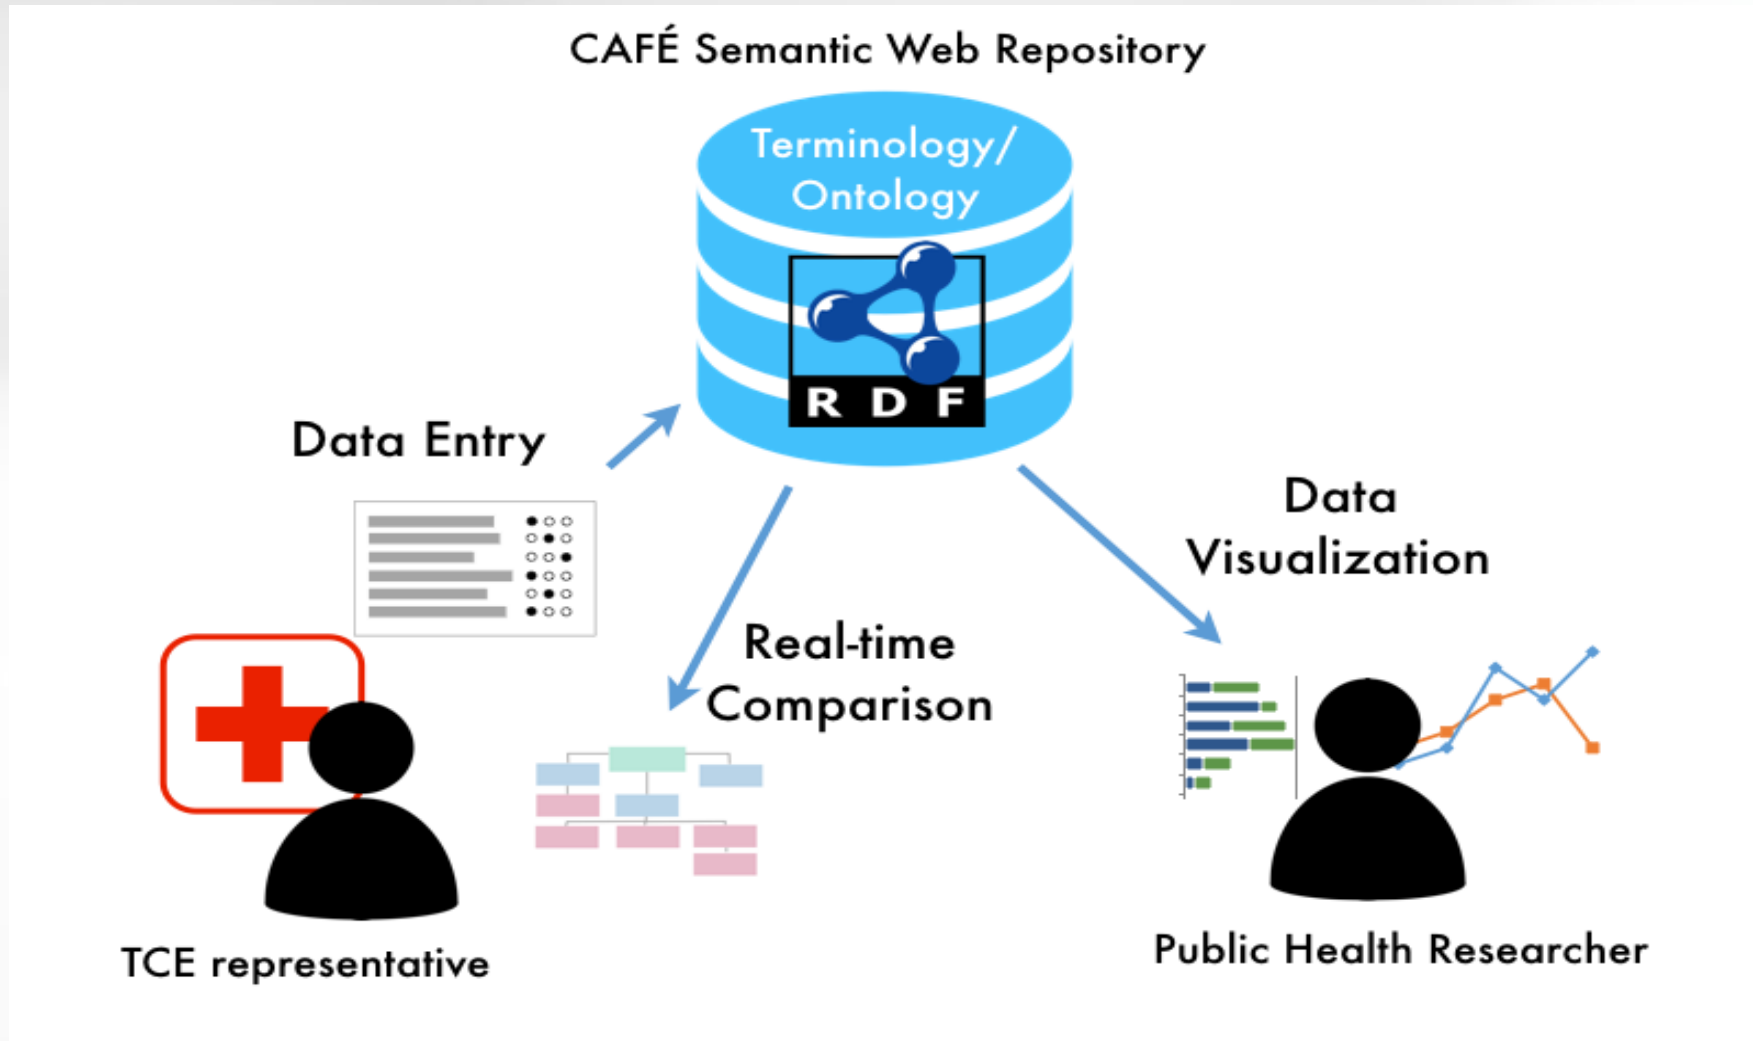 CAFÉ Semantic Web Repository
Terminology/
Ontology
R D F
Data Entry
Data
Visualization
Real-time
Comparison
TCE representative
Public Health Researcher